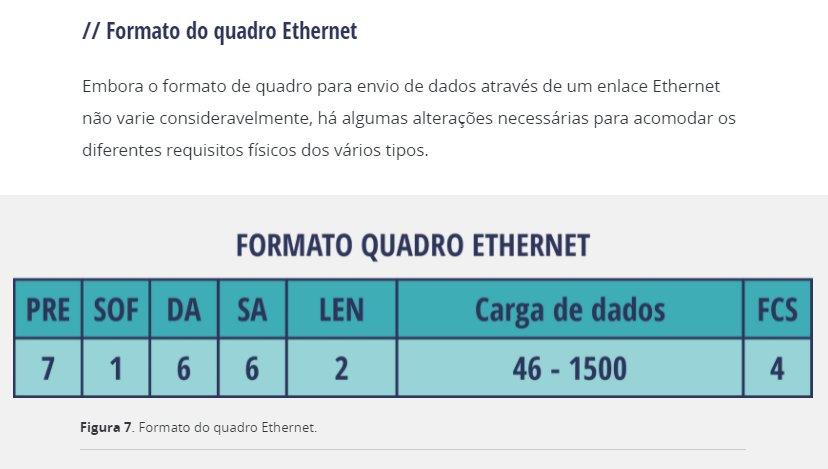 // Formato do quadro Ethernet
Embora o formato de quadro para envio de dados através de um enlace Ethernet
não varie consideravelmente, há algumas alterações necessárias para acomodar os
diferentes requisitos físicos dos vários tipos.
FORMATO QUADRO ETHERNET
PRE SOF DA SA LEN Carga de dados FCS
7 1 6 6 2 46 - 1500 4
Figura 7. Formato do quadro Ethernet.